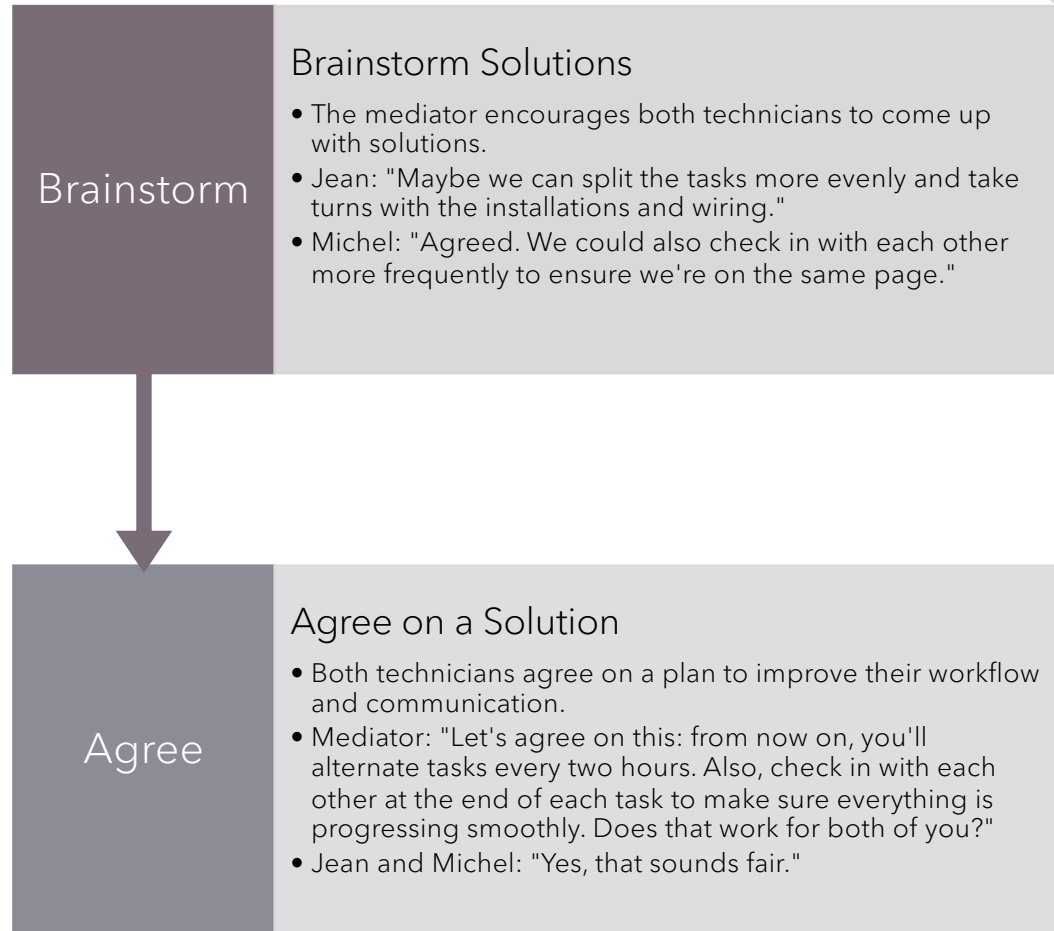 Brainstorm
Brainstorm Solutions
• The mediator encourages both technicians to come up
with solutions.
• Jean: "Maybe we can split the tasks more evenly and take
turns with the installations and wiring."
• Michel: "Agreed. We could also check in with each other
more frequently to ensure we're on the same page."
Agree
Agree on a Solution
• Both technicians agree on a plan to improve their workflow
and communication.
• Mediator: "Let's agree on this: from now on, you'll
alternate tasks every two hours. Also, check in with each
other at the end of each task to make sure everything is
progressing smoothly. Does that work for both of you?"
• Jean and Michel: "Yes, that sounds fair."